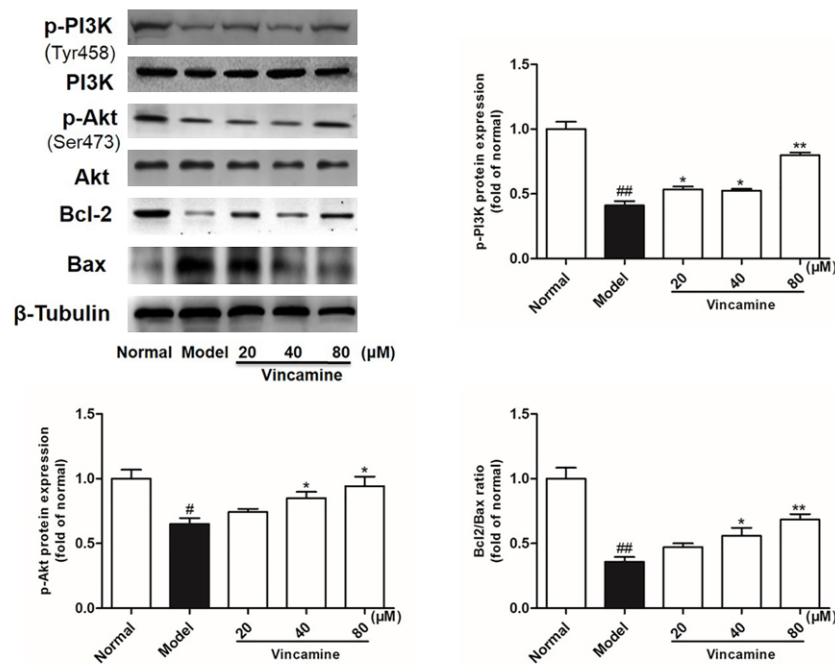 p-PI3K
(Tyr458)
PI3K
p-Akt
(Ser473)
Akt
Bcl-2
Bax
β-Tubulin
Normal Model 20 40 80 (μM)
Vincamine
p-PI3K protein expression
(fold of normal)
1.5
1.0
0.5
0.0
##
*
*
**
Normal Model 20 40 80 (μM)
Vincamine
p-Akt protein expression
(fold of normal)
1.5
1.0
0.5
0.0
#
*
*
Normal Model 20 40 80 (μM)
Vincamine
Bcl2/Bax ratio
(fold of normal)
1.5
1.0
0.5
0.0
##
*
**
Normal Model 20 40 80 (μM)
Vincamine